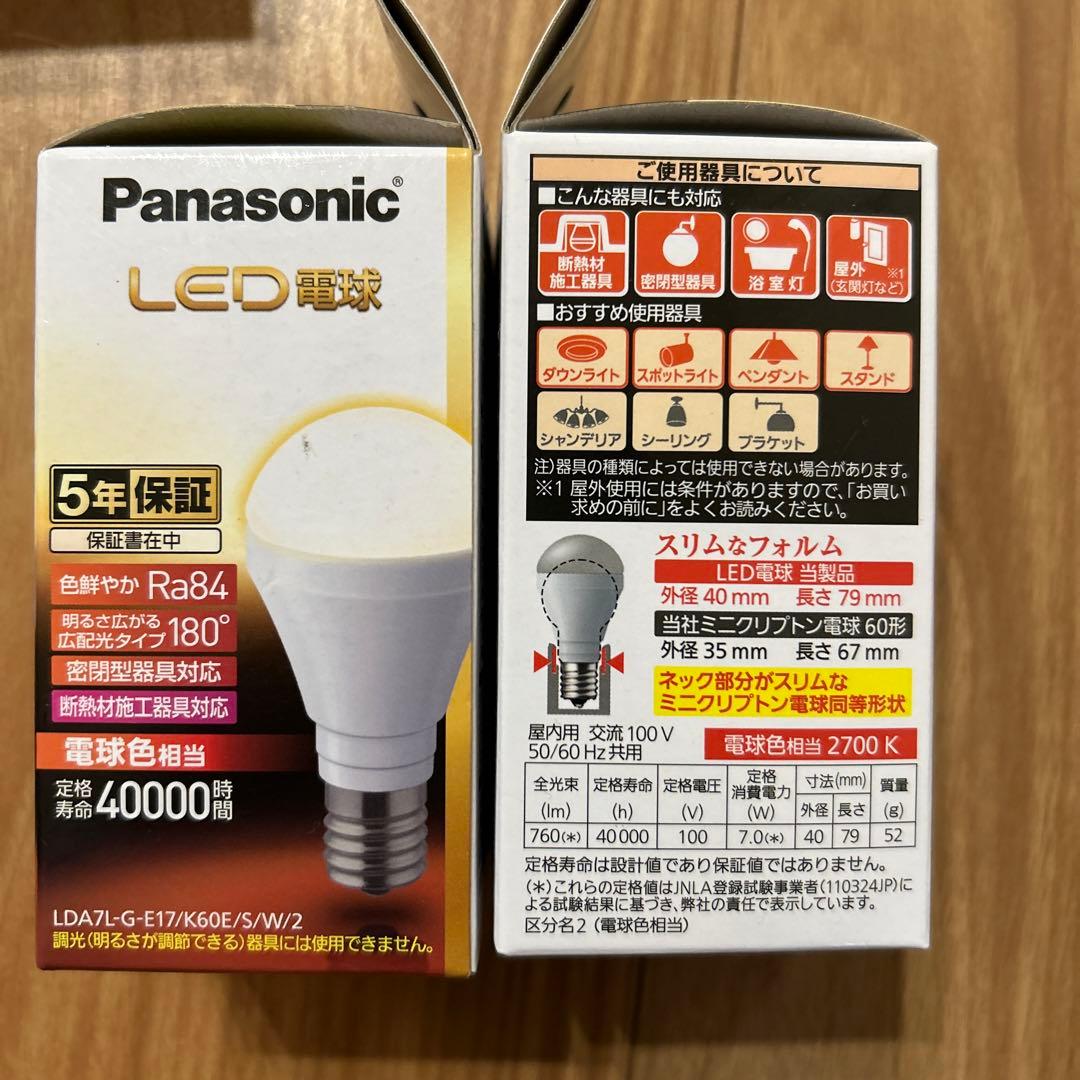 Panasonic®
LED電球
5年保証
保証書在中
色鮮やか Ra84
明るさ広がる
広配光タイプ 180°
密閉型器具対応
断熱材施工器具対応
電球色相当
定格
寿命 40000時間
LDA7L-G-E17/K60E/S/W/2
調光(明るさが調節できる)器具には使用できません。
ご使用器具について
■こんな器具にも対応
断熱材
施工器具
密閉型器具
浴室灯
屋外 ※1
(玄関灯など)
■おすすめ使用器具
ダウンライト
スポットライト
ペンダント
スタンド
シャンデリア
シーリング
ブラケット
注)器具の種類によっては使用できない場合があります。
※1 屋外使用には条件がありますので、「お買い
求めの前に」をよくお読みください。
スリムなフォルム
LED電球 当製品
外径 40 mm 長さ 79 mm
当社ミニクリプトン電球 60形
外径 35 mm 長さ 67 mm
ネック部分がスリムな
ミニクリプトン電球同等形状
屋内用 交流 100 V
50/60 Hz 共用
電球色相当 2700 K
全光束 定格寿命 定格電圧 定格消費電力 寸法(mm) 質量
(lm) (h) (V) (W) 外径 長さ (g)
760(*) 40000 100 7.0(*) 40 79 52
定格寿命は設計値であり保証値ではありません。
(*)これらの定格値はJNLA登録試験事業者(110324JP)に
よる試験結果に基づき、弊社の責任で表示しています。
区分名2 (電球色相当)